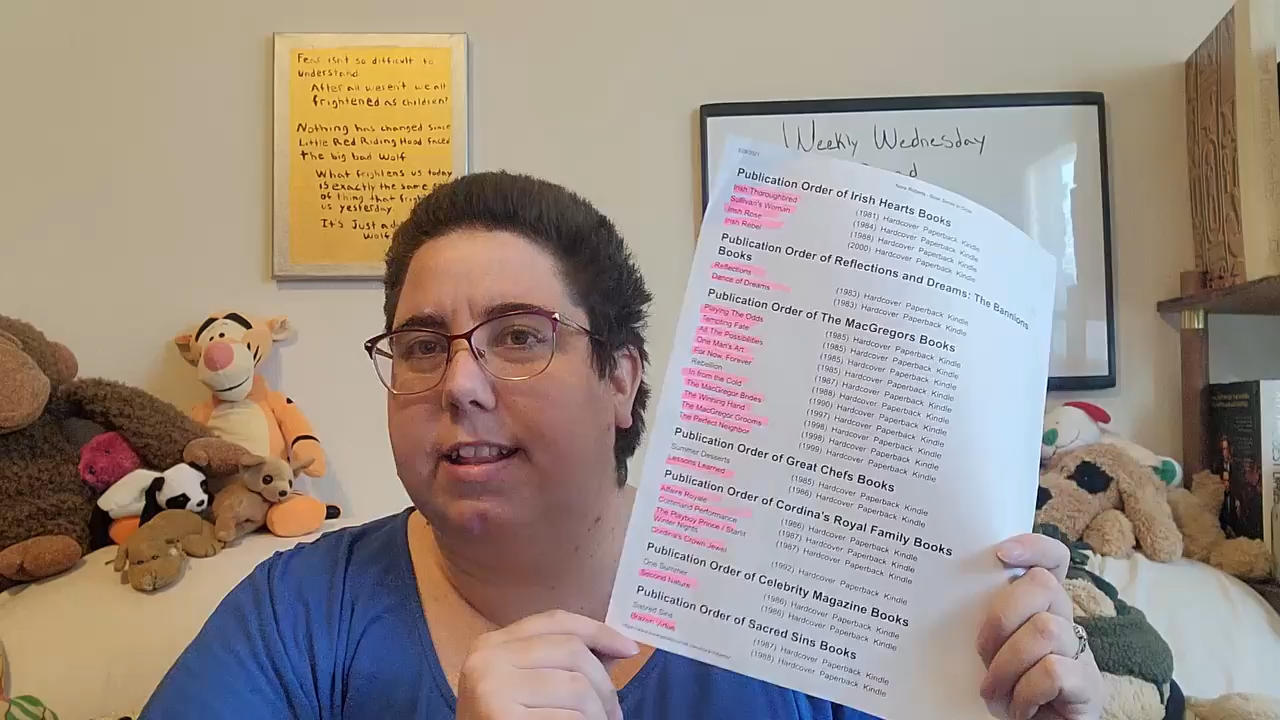 Fear isn't so difficult to
understand.
After all weren't we all
frightened as children?
Nothing has changed since
Little Red Riding Hood faced
the big bad wolf
What frightens us today
is exactly the same
of thing that
us yesterday.
It's Just a
Wolf
Weekly Wednesday
Nora Roberts - Book Series In Order
Publication Order of Irish Hearts Books
Irish Thoroughbred (1981) Hardcover Paperback Kindle
Sullivan's Woman (1984) Hardcover Paperback Kindle
Irish Rose (1988) Hardcover Paperback Kindle
Irish Rebel (2000) Hardcover Paperback Kindle
Publication Order of Reflections and Dreams: The Bannions
Books
Reflections (1983) Hardcover Paperback Kindle
Dance of Dreams (1983) Hardcover Paperback Kindle
Publication Order of The MacGregors Books
Playing The Odds (1985) Hardcover Paperback Kindle
Tempting Fate (1985) Hardcover Paperback Kindle
All The Possibilities (1985) Hardcover Paperback Kindle
One Man's Art (1985) Hardcover Paperback Kindle
For Now, Forever (1987) Hardcover Paperback Kindle
Rebellion (1988) Hardcover Paperback Kindle
In from the Cold (1990) Hardcover Paperback Kindle
The MacGregor Brides (1997) Hardcover Paperback Kindle
The Winning Hand (1998) Hardcover Paperback Kindle
The MacGregor Grooms (1998) Hardcover Paperback Kindle
The Perfect Neighbor (1999) Hardcover Paperback Kindle
Publication Order of Great Chefs Books
Summer Desserts (1985) Hardcover Paperback Kindle
Lessons Learned (1986) Hardcover Paperback Kindle
Publication Order of Cordina's Royal Family Books
Affaire Royale (1986) Hardcover Paperback Kindle
Command Performance (1987) Hardcover Paperback Kindle
The Playboy Prince / Starlit (1987) Hardcover Paperback Kindle
Winter Nights
Cordina's Crown Jewel (1992) Hardcover Paperback Kindle
Publication Order of Celebrity Magazine Books
One Summer (1986) Hardcover Paperback Kindle
Second Nature (1986) Hardcover Paperback Kindle
Publication Order of Sacred Sins Books
Sacred Sins (1987) Hardcover Paperback Kindle
Brazen Virtue (1988) Hardcover Paperback Kindle